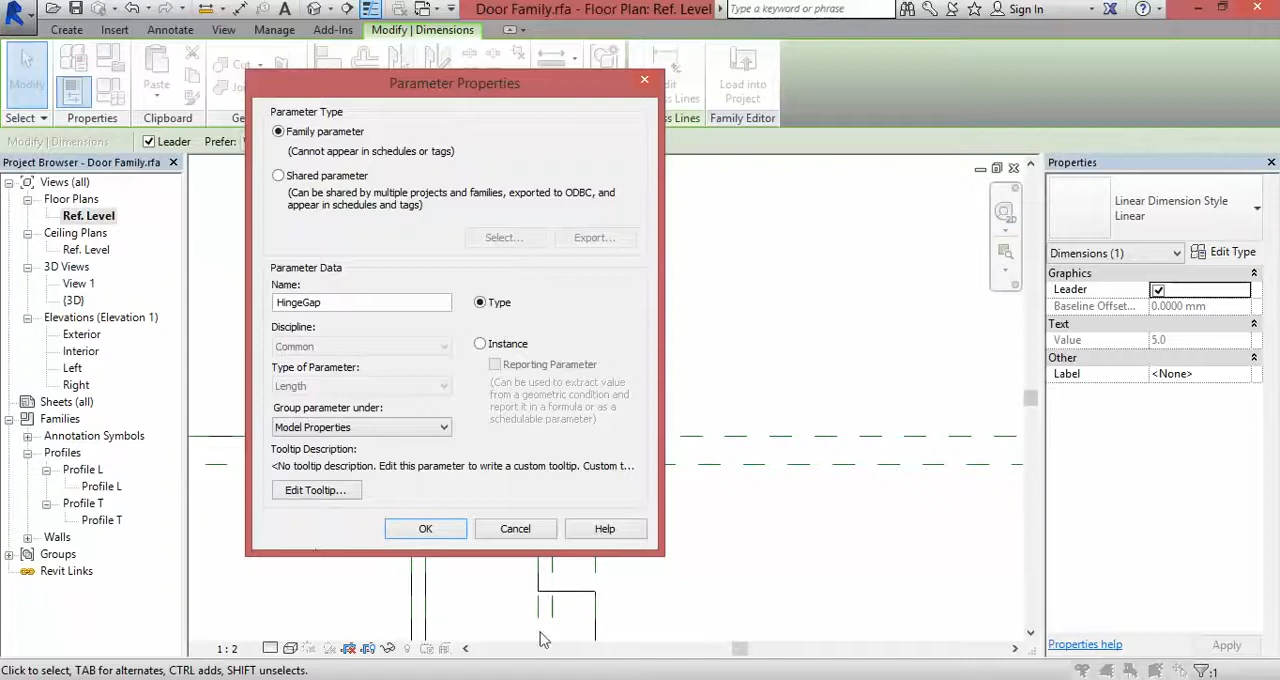 Door Family.rfa - Floor Plan: Ref. Level
Type a keyword or phrase
Sign In
Create Insert Annotate View Manage Add-Ins Modify | Dimensions
Modify
Paste
Cut
Load into
Project
Select Properties Clipboard
Lines Family Editor
Modify | Dimensions Leader Prefer:
Project Browser - Door Family.rfa
Views (all)
Floor Plans
Ref. Level
Ceiling Plans
Ref. Level
3D Views
View 1
{3D}
Elevations (Elevation 1)
Exterior
Interior
Left
Right
Sheets (all)
Families
Annotation Symbols
Profiles
Profile L
Profile L
Profile T
Profile T
Walls
Groups
Revit Links
Parameter Properties
Parameter Type
Family parameter
(Cannot appear in schedules or tags)
Shared parameter
(Can be shared by multiple projects and families, exported to ODBC, and
appear in schedules and tags)
Select... Export...
Parameter Data
Name:
HingeGap
Type
Discipline:
Common
Instance
Type of Parameter:
Length
Reporting Parameter
(Can be used to extract value
from a geometric condition and
report it in a formula or as a
schedulable parameter)
Group parameter under:
Model Properties
Tooltip Description:
<No tooltip description. Edit this parameter to write a custom tooltip. Custom t...
Edit Tooltip...
OK Cancel Help
Properties
Linear Dimension Style
Linear
Dimensions (1) Edit Type
Graphics
Leader
Baseline Offset... 0.0000 mm
Text
Value 5.0
Other
Label <None>
Properties help Apply
1 : 2
Click to select, TAB for alternates, CTRL adds, SHIFT unselects.
:1